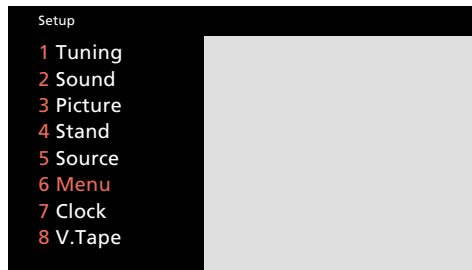 Setup
1 Tuning
2 Sound
3 Picture
4 Stand
5 Source
6 Menu
7 Clock
8 V.Tape